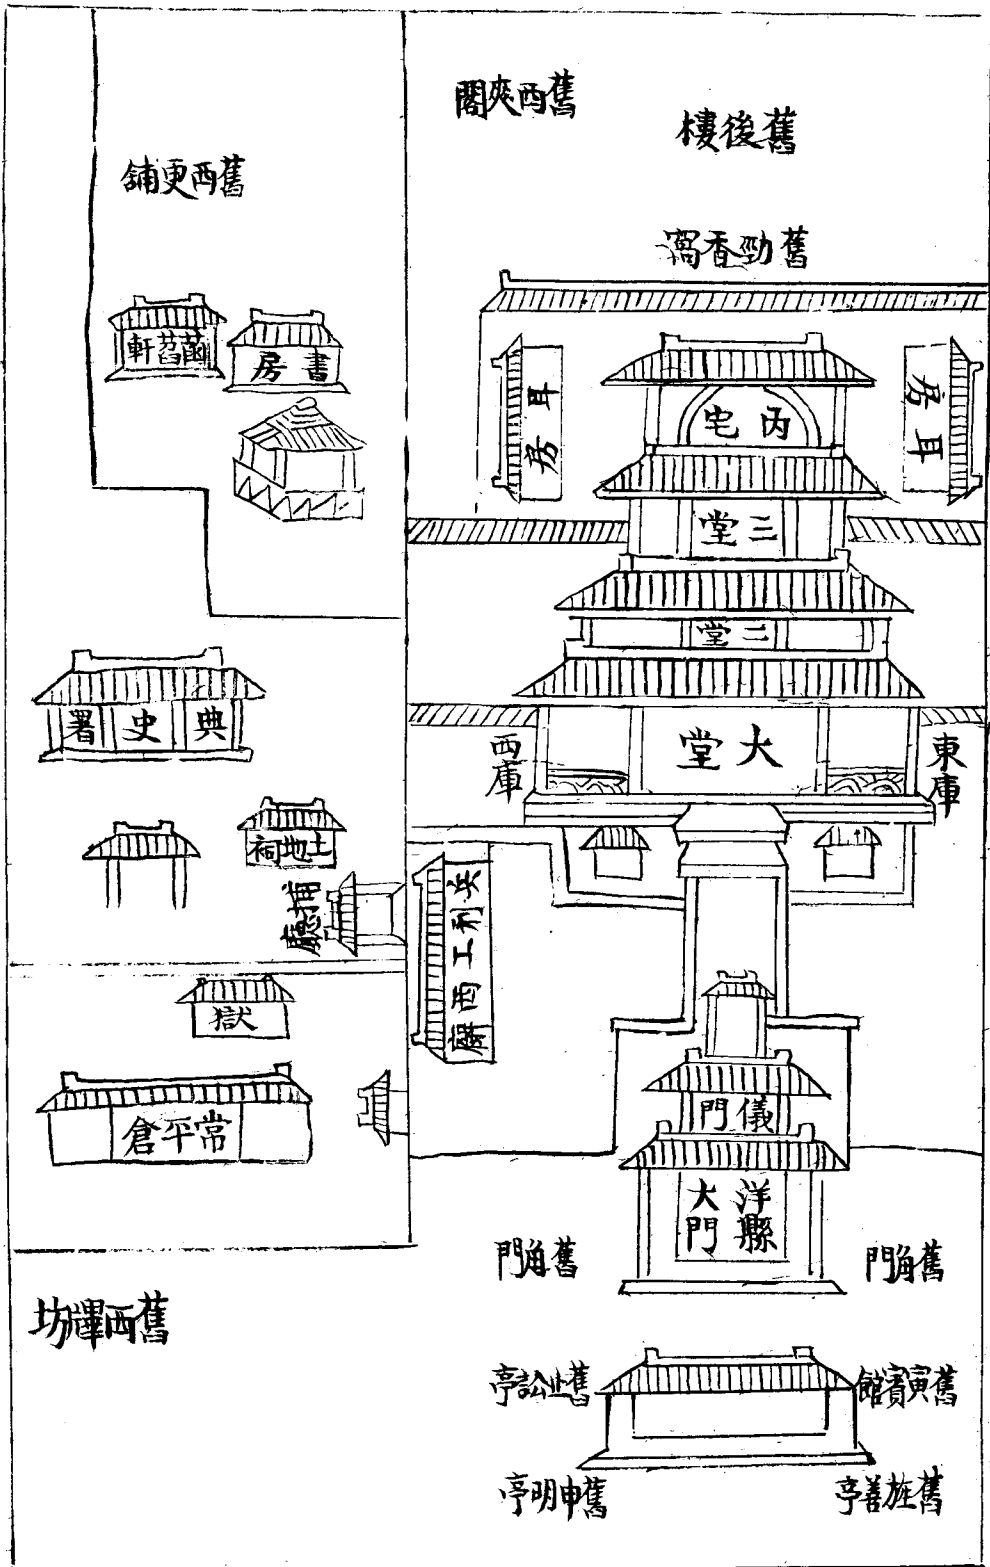 舊後樓
舊西夾閣
舊勁香窩
舊西更鋪
內宅
耳房
耳房
三堂
二堂
大堂
東庫
西庫
菡萏軒
書房
典史署
土地祠
捕廳
兵刑工西廨
獄
常平倉
儀門
洋縣
大門
舊角門
舊角門
舊西牌坊
舊寅賓館
舊止訟亭
舊旌善亭
舊申明亭